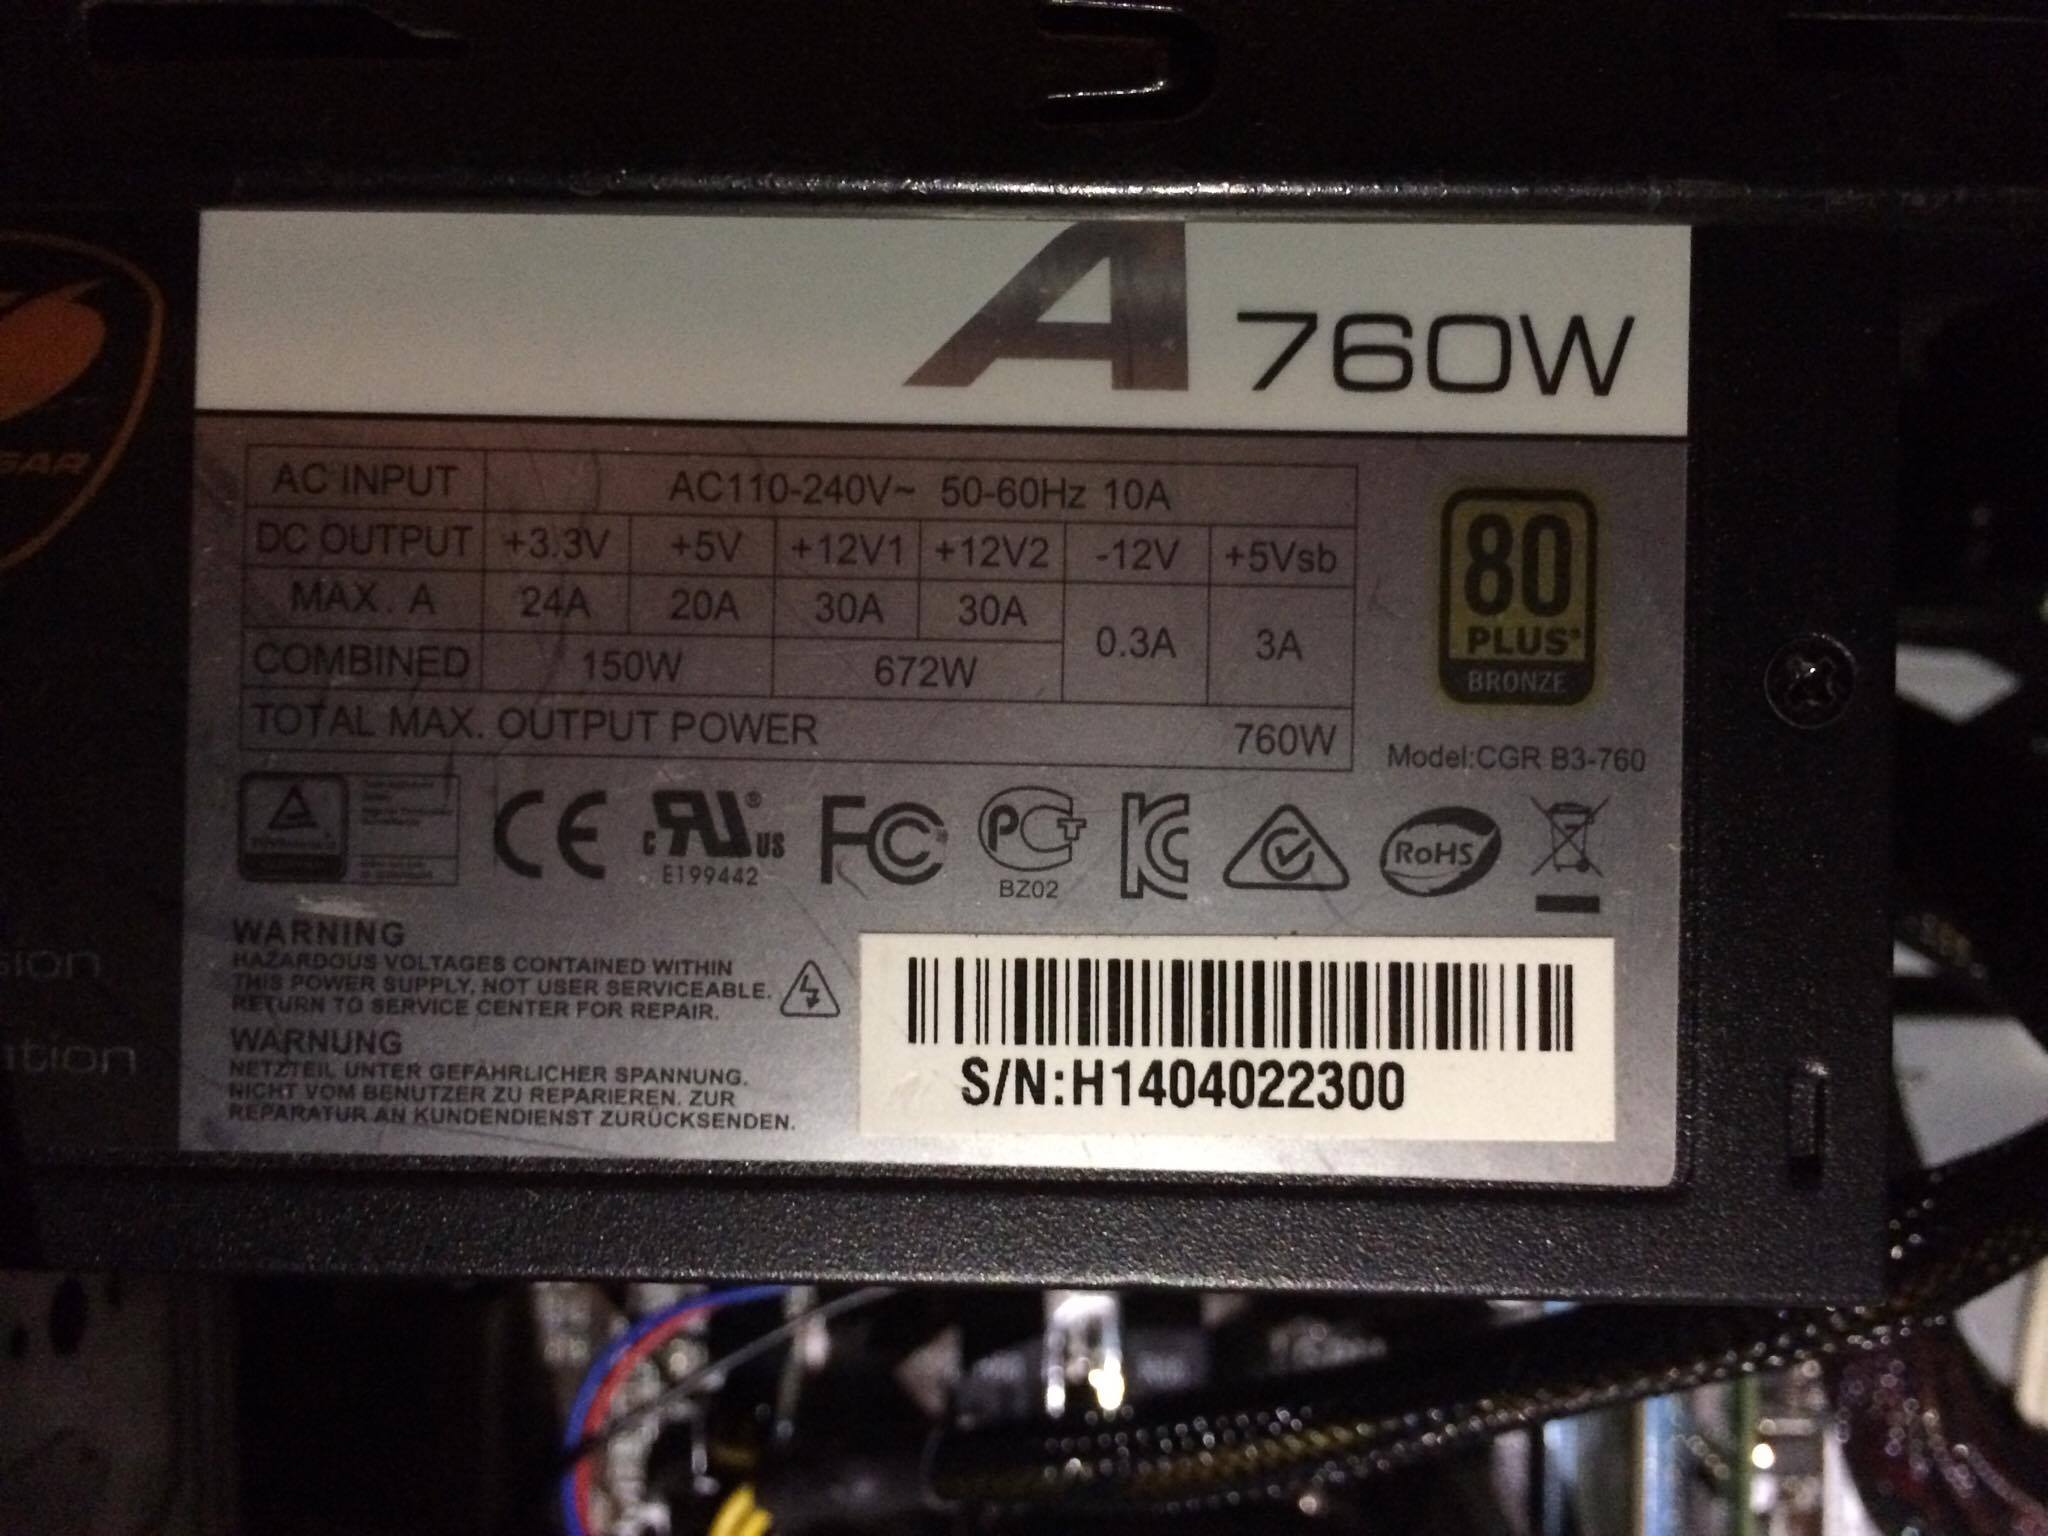 A 760W
AC INPUT AC110-240V~ 50-60Hz 10A
DC OUTPUT +3.3V +5V +12V1 +12V2 -12V +5Vsb
MAX. A 24A 20A 30A 30A 0.3A 3A
COMBINED 150W 672W
TOTAL MAX. OUTPUT POWER 760W
80
PLUS®
BRONZE
Model:CGR B3-760
CE
c RU® US
E199442
FC
PCT
BZ02
KC
RoHS
WARNING
HAZARDOUS VOLTAGES CONTAINED WITHIN
THIS POWER SUPPLY. NOT USER SERVICEABLE.
RETURN TO SERVICE CENTER FOR REPAIR.
WARNUNG
NETZTEIL UNTER GEFÄHRLICHER SPANNUNG.
NICHT VOM BENUTZER ZU REPARIEREN. ZUR
REPARATUR AN KUNDENDIENST ZURÜCKSENDEN.
S/N:H1404022300